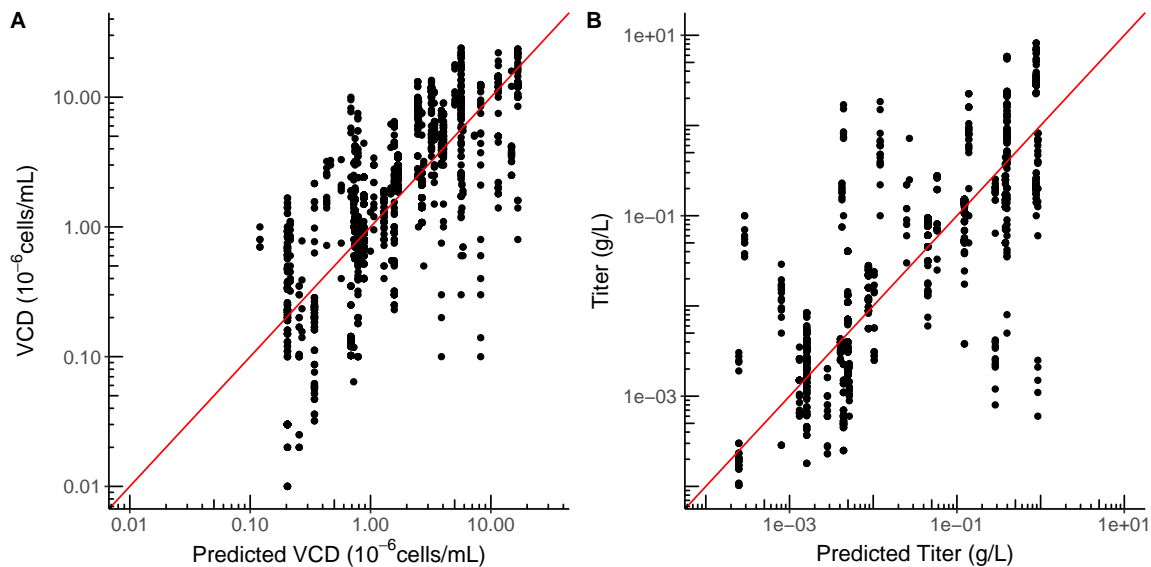 A
VCD (10⁻⁶cells/mL)
10.00
1.00
0.10
0.01
0.01
0.10
1.00
10.00
Predicted VCD (10⁻⁶cells/mL)
B
Titer (g/L)
1e+01
1e−01
1e−03
1e−03
1e−01
1e+01
Predicted Titer (g/L)